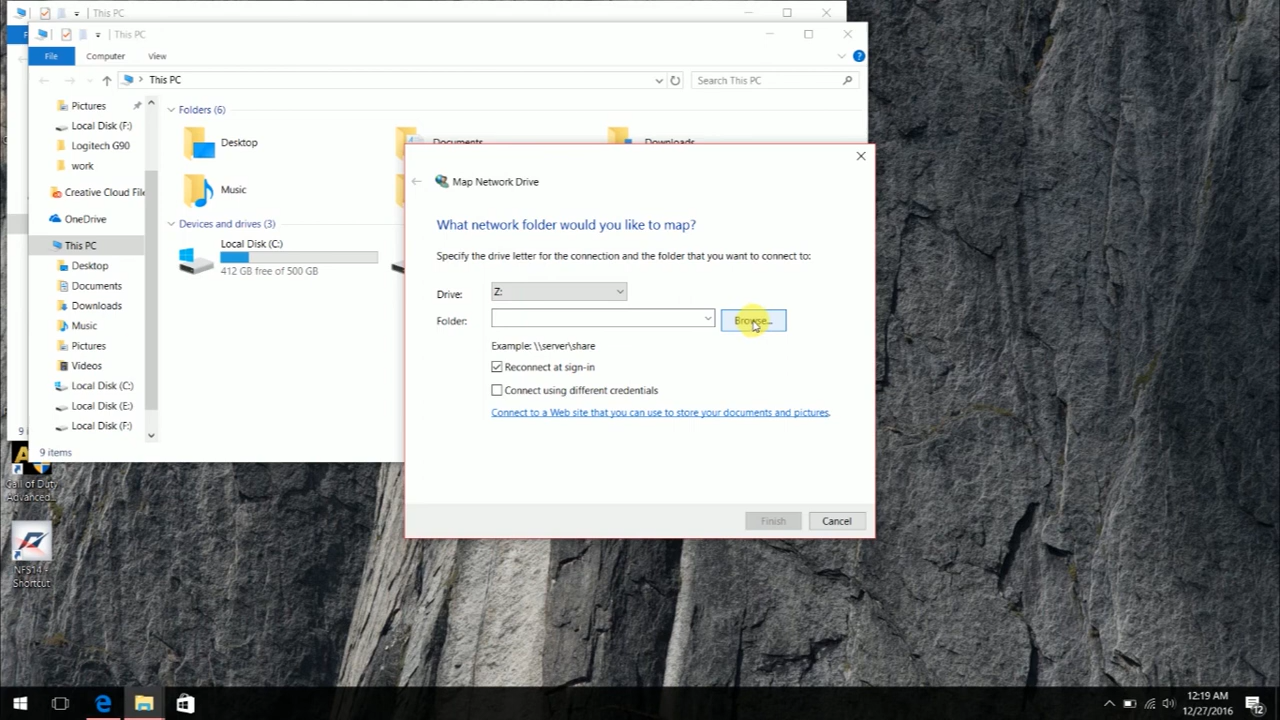 This PC
This PC
File
Computer
View
This PC
Search This PC
Pictures
Local Disk (F:)
Logitech G90
work
Creative Cloud File
OneDrive
This PC
Desktop
Documents
Downloads
Music
Pictures
Videos
Local Disk (C:)
Local Disk (E:)
Local Disk (F:)
9 items
Folders (6)
Desktop
Documents
Downloads
Music
Devices and drives (3)
Local Disk (C:)
412 GB free of 500 GB
Map Network Drive
What network folder would you like to map?
Specify the drive letter for the connection and the folder that you want to connect to:
Drive:
Z:
Folder:
Browse...
Example: \\server\share
Reconnect at sign-in
Connect using different credentials
Connect to a Web site that you can use to store your documents and pictures.
Finish
Cancel
Call of Duty
Advanced...
NFS14 -
Shortcut
12:19 AM
12/27/2016
12